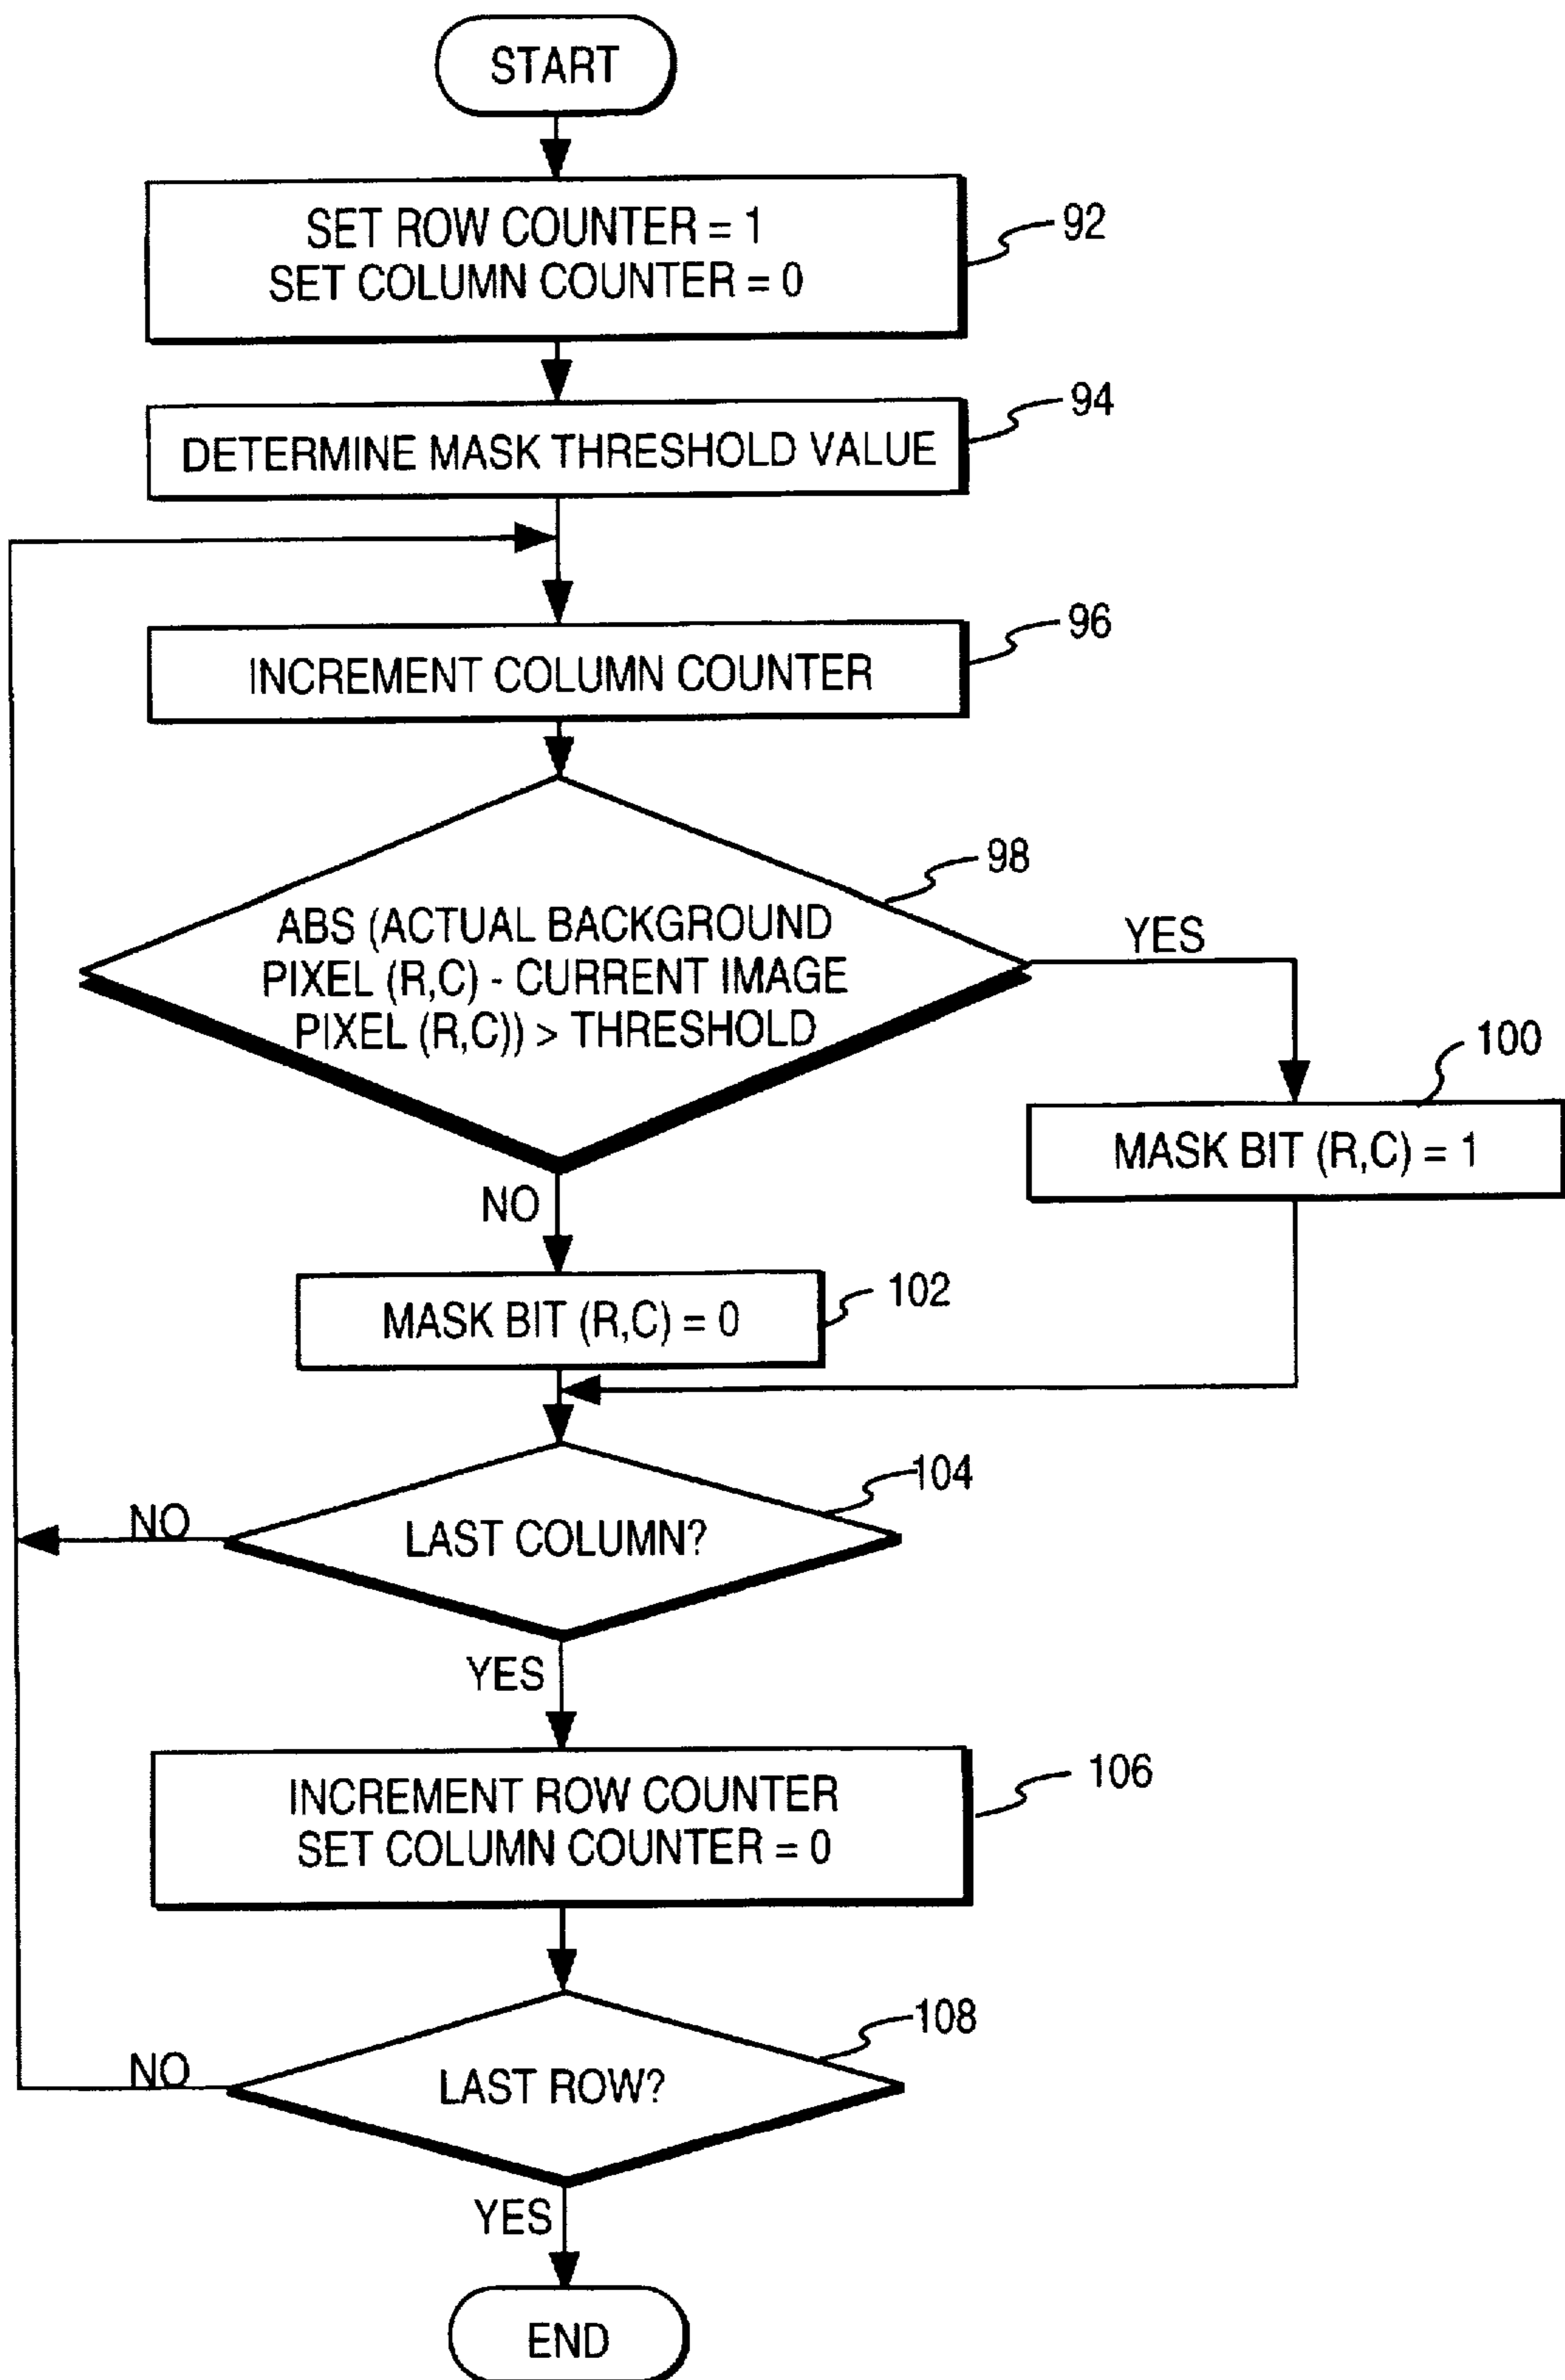 START
SET ROW COUNTER = 1
SET COLUMN COUNTER = 0
92
DETERMINE MASK THRESHOLD VALUE
94
INCREMENT COLUMN COUNTER
96
ABS (ACTUAL BACKGROUND
PIXEL (R,C) - CURRENT IMAGE
PIXEL (R,C)) > THRESHOLD
98
YES
MASK BIT (R,C) = 1
100
NO
MASK BIT (R,C) = 0
102
LAST COLUMN?
104
NO
YES
INCREMENT ROW COUNTER
SET COLUMN COUNTER = 0
106
LAST ROW?
108
NO
YES
END